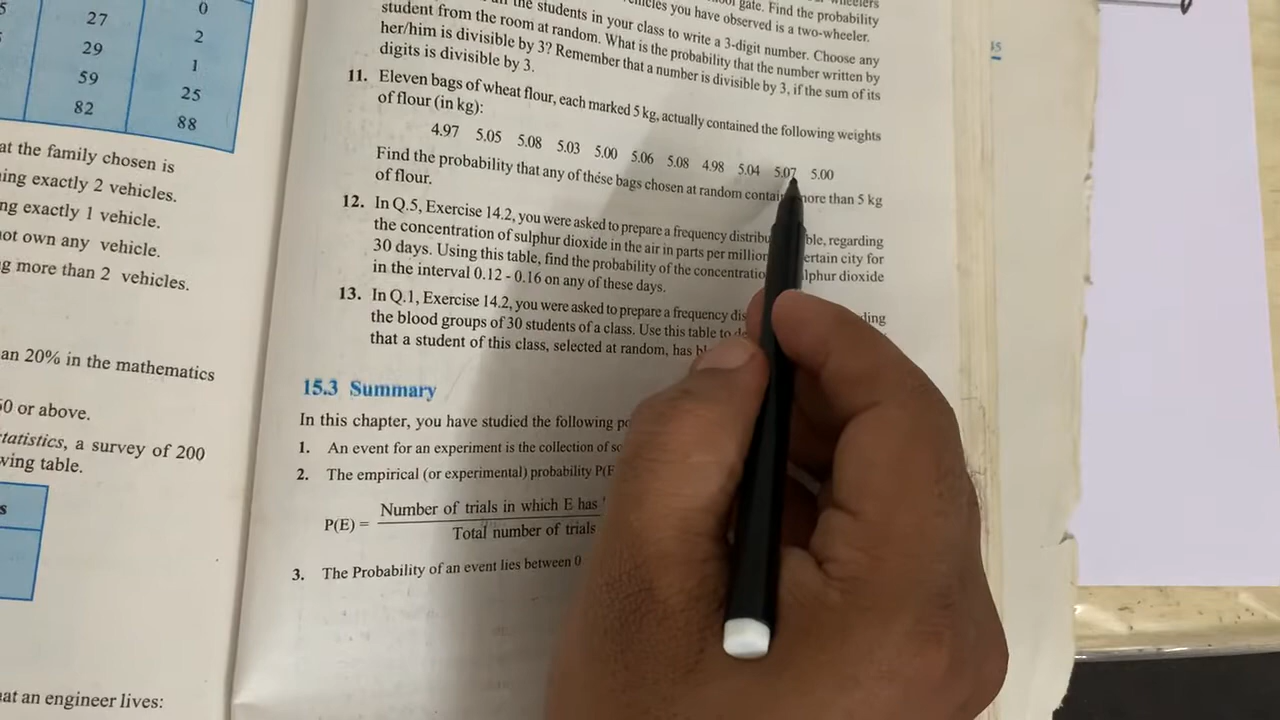 5
27
0
29
2
59
1
82
25
88
at the family chosen is
ing exactly 2 vehicles.
ng exactly 1 vehicle.
not own any vehicle.
g more than 2 vehicles.
an 20% in the mathematics
50 or above.
tatistics, a survey of 200
wing table.
s
at an engineer lives:
gate. Find the probability
you have observed is a two-wheeler.
the students in your class to write a 3-digit number. Choose any
student from the room at random. What is the probability that the number written by
her/him is divisible by 3? Remember that a number is divisible by 3, if the sum of its
digits is divisible by 3.
11. Eleven bags of wheat flour, each marked 5 kg, actually contained the following weights
of flour (in kg):
4.97 5.05 5.08 5.03 5.00 5.06 5.08 4.98 5.04 5.07 5.00
Find the probability that any of these bags chosen at random contain more than 5 kg
of flour.
12. In Q.5, Exercise 14.2, you were asked to prepare a frequency distribu ble, regarding
the concentration of sulphur dioxide in the air in parts per million ertain city for
30 days. Using this table, find the probability of the concentratio lphur dioxide
in the interval 0.12 - 0.16 on any of these days.
13. In Q.1, Exercise 14.2, you were asked to prepare a frequency dis ding
the blood groups of 30 students of a class. Use this table to de
that a student of this class, selected at random, has bl
15.3 Summary
In this chapter, you have studied the following po
1. An event for an experiment is the collection of so
2. The empirical (or experimental) probability P(E
P(E) = Number of trials in which E has
Total number of trials
3. The Probability of an event lies between 0